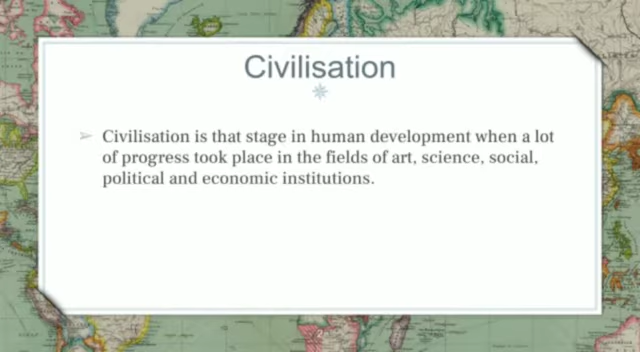 Civilisation
Civilisation is that stage in human development when a lot
of progress took place in the fields of art, science, social,
political and economic institutions.